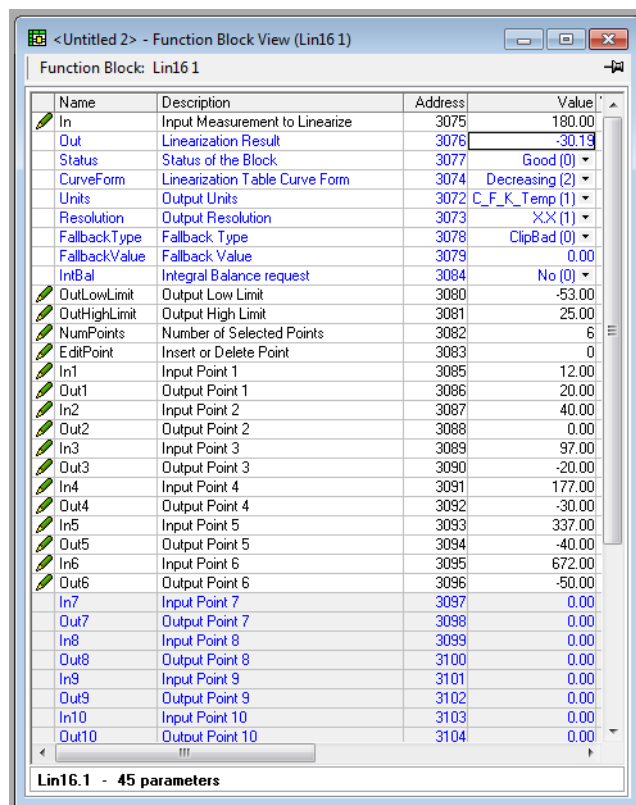 <Untitled 2> - Function Block View (Lin16 1)
Function Block: Lin16 1
Name Description Address Value
In Input Measurement to Linearize 3075 180.00
Out Linearization Result 3076 -30.19
Status Status of the Block 3077 Good (0)
CurveForm Linearization Table Curve Form 3074 Decreasing (2)
Units Output Units 3072 C_F_K_Temp (1)
Resolution Output Resolution 3073 X.X (1)
FallbackType Fallback Type 3078 ClipBad (0)
FallbackValue Fallback Value 3079 0.00
IntBal Integral Balance request 3084 No (0)
OutLowLimit Output Low Limit 3080 -53.00
OutHighLimit Output High Limit 3081 25.00
NumPoints Number of Selected Points 3082 6
EditPoint Insert or Delete Point 3083 0
In1 Input Point 1 3085 12.00
Out1 Output Point 1 3086 20.00
In2 Input Point 2 3087 40.00
Out2 Output Point 2 3088 0.00
In3 Input Point 3 3089 97.00
Out3 Output Point 3 3090 -20.00
In4 Input Point 4 3091 177.00
Out4 Output Point 4 3092 -30.00
In5 Input Point 5 3093 337.00
Out5 Output Point 5 3094 -40.00
In6 Input Point 6 3095 672.00
Out6 Output Point 6 3096 -50.00
In7 Input Point 7 3097 0.00
Out7 Output Point 7 3098 0.00
In8 Input Point 8 3099 0.00
Out8 Output Point 8 3100 0.00
In9 Input Point 9 3101 0.00
Out9 Output Point 9 3102 0.00
In10 Input Point 10 3103 0.00
Out10 Output Point 10 3104 0.00
Lin16.1 - 45 parameters